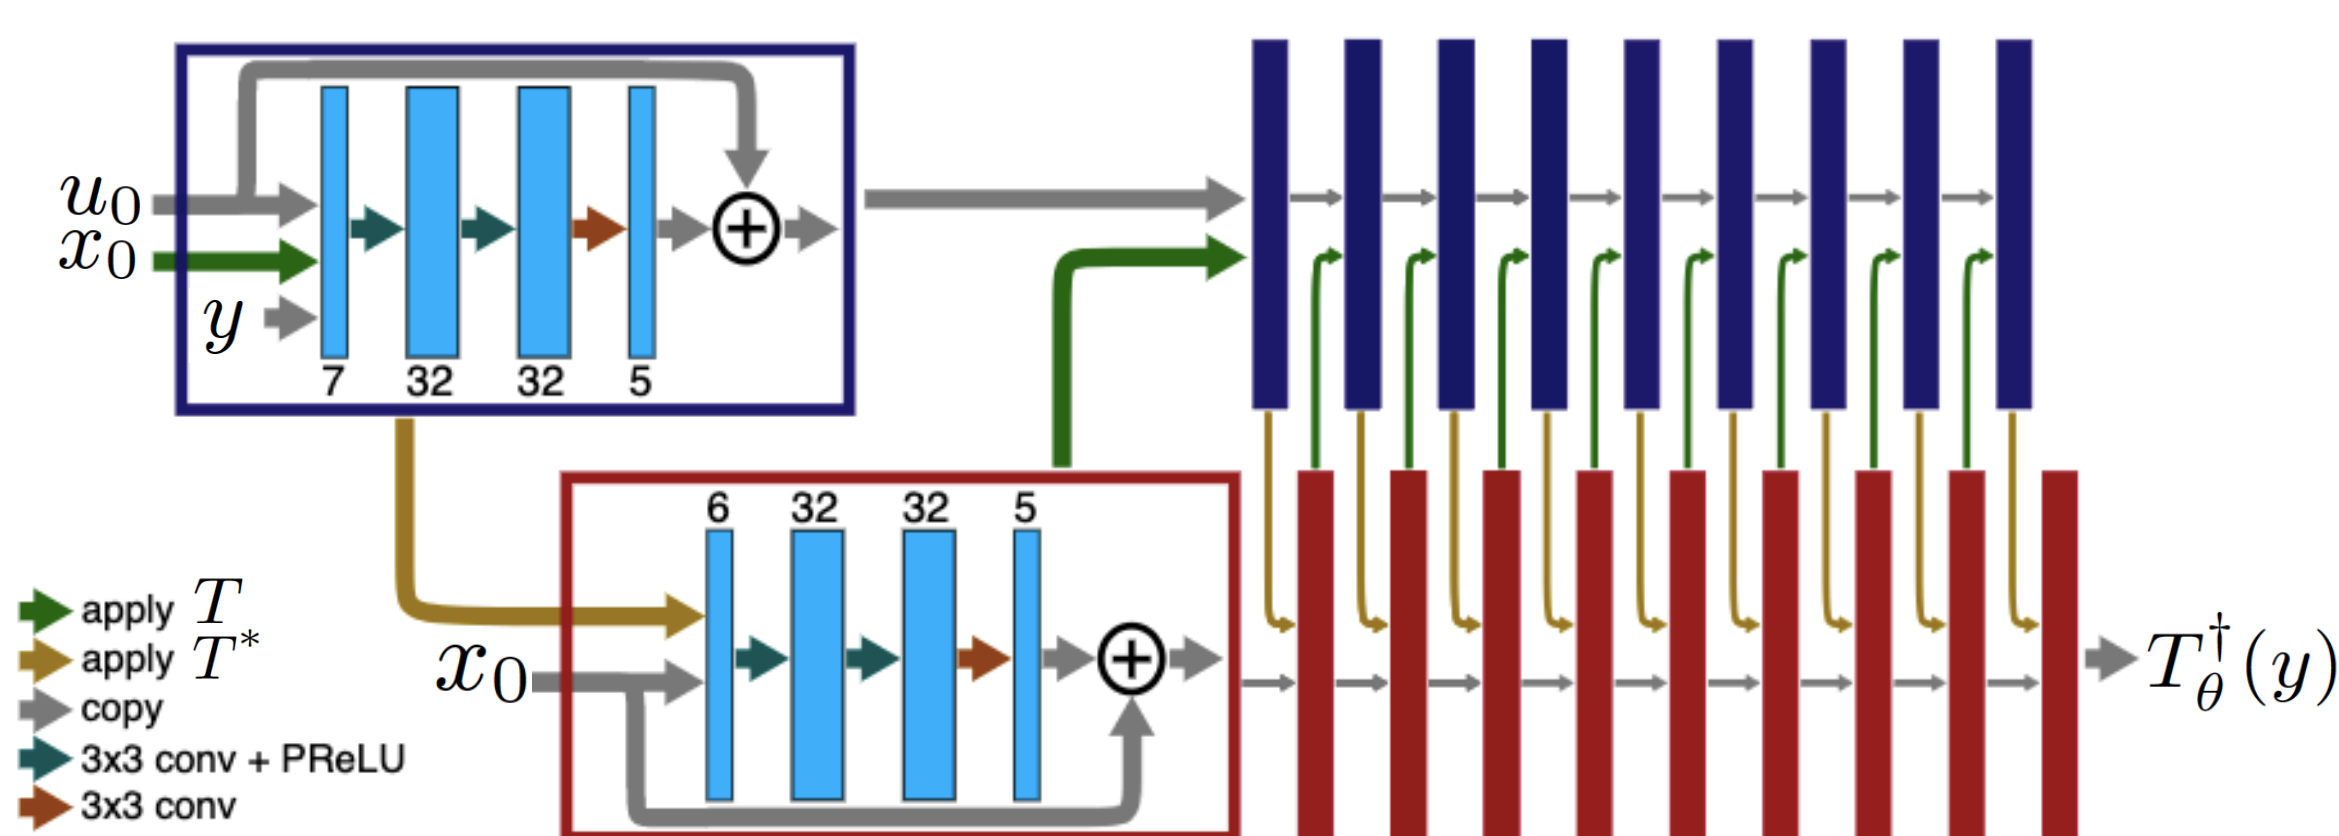 u₀
x₀
y
7 32 32 5
6 32 32 5
x₀
apply T
apply T*
copy
3x3 conv + PReLU
3x3 conv
T_θ^†(y)